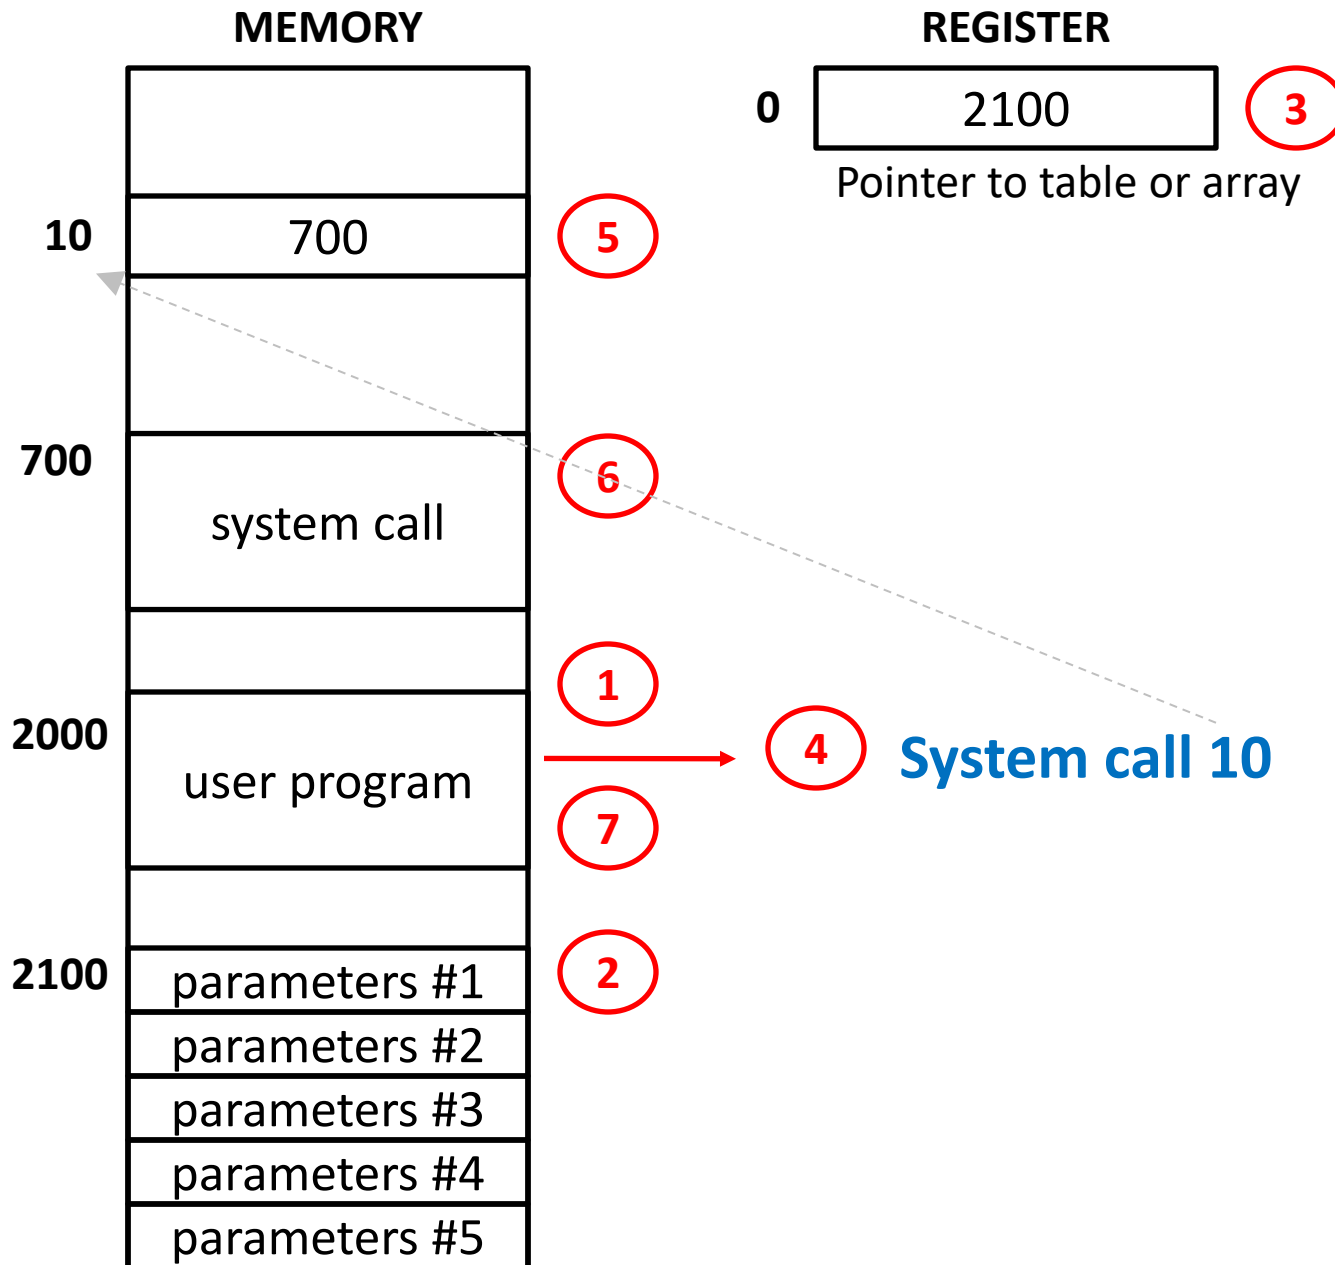 MEMORY
REGISTER
0
2100
3
Pointer to table or array
10
700
5
700
6
system call
1
2000
4
System call 10
user program
7
2100
parameters #1
2
parameters #2
parameters #3
parameters #4
parameters #5